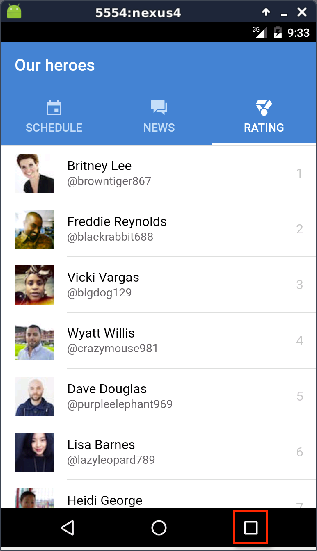 5554:nexus4
3G 9:33
Our heroes
SCHEDULE NEWS RATING
Britney Lee 1
@browntiger867
Freddie Reynolds 2
@blackrabbit688
Vicki Vargas 3
@bigdog129
Wyatt Willis 4
@crazymouse981
Dave Douglas 5
@purpleelephant969
Lisa Barnes 6
@lazyleopard789
Heidi George 7